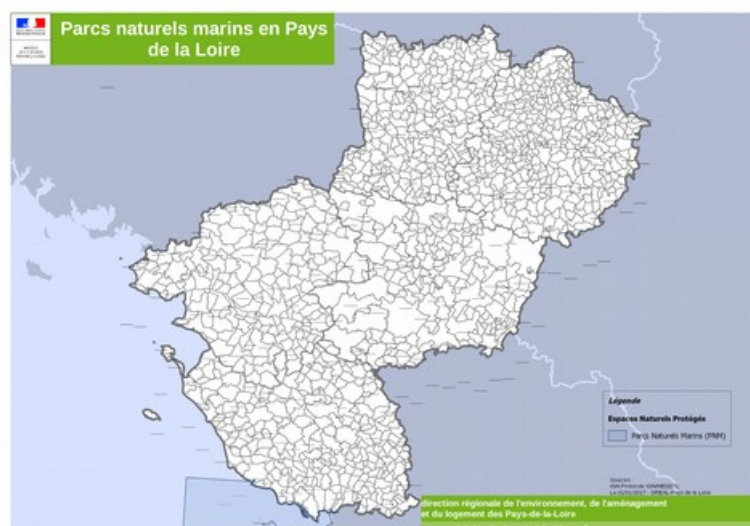 Parcs naturels marins en Pays
de la Loire
Légende
Espaces Naturels Protégés
Parcs Naturels Marins (PNM)
Sources :
direction régionale de l'environnement, de l'aménagement
et du logement des Pays-de-la-Loire